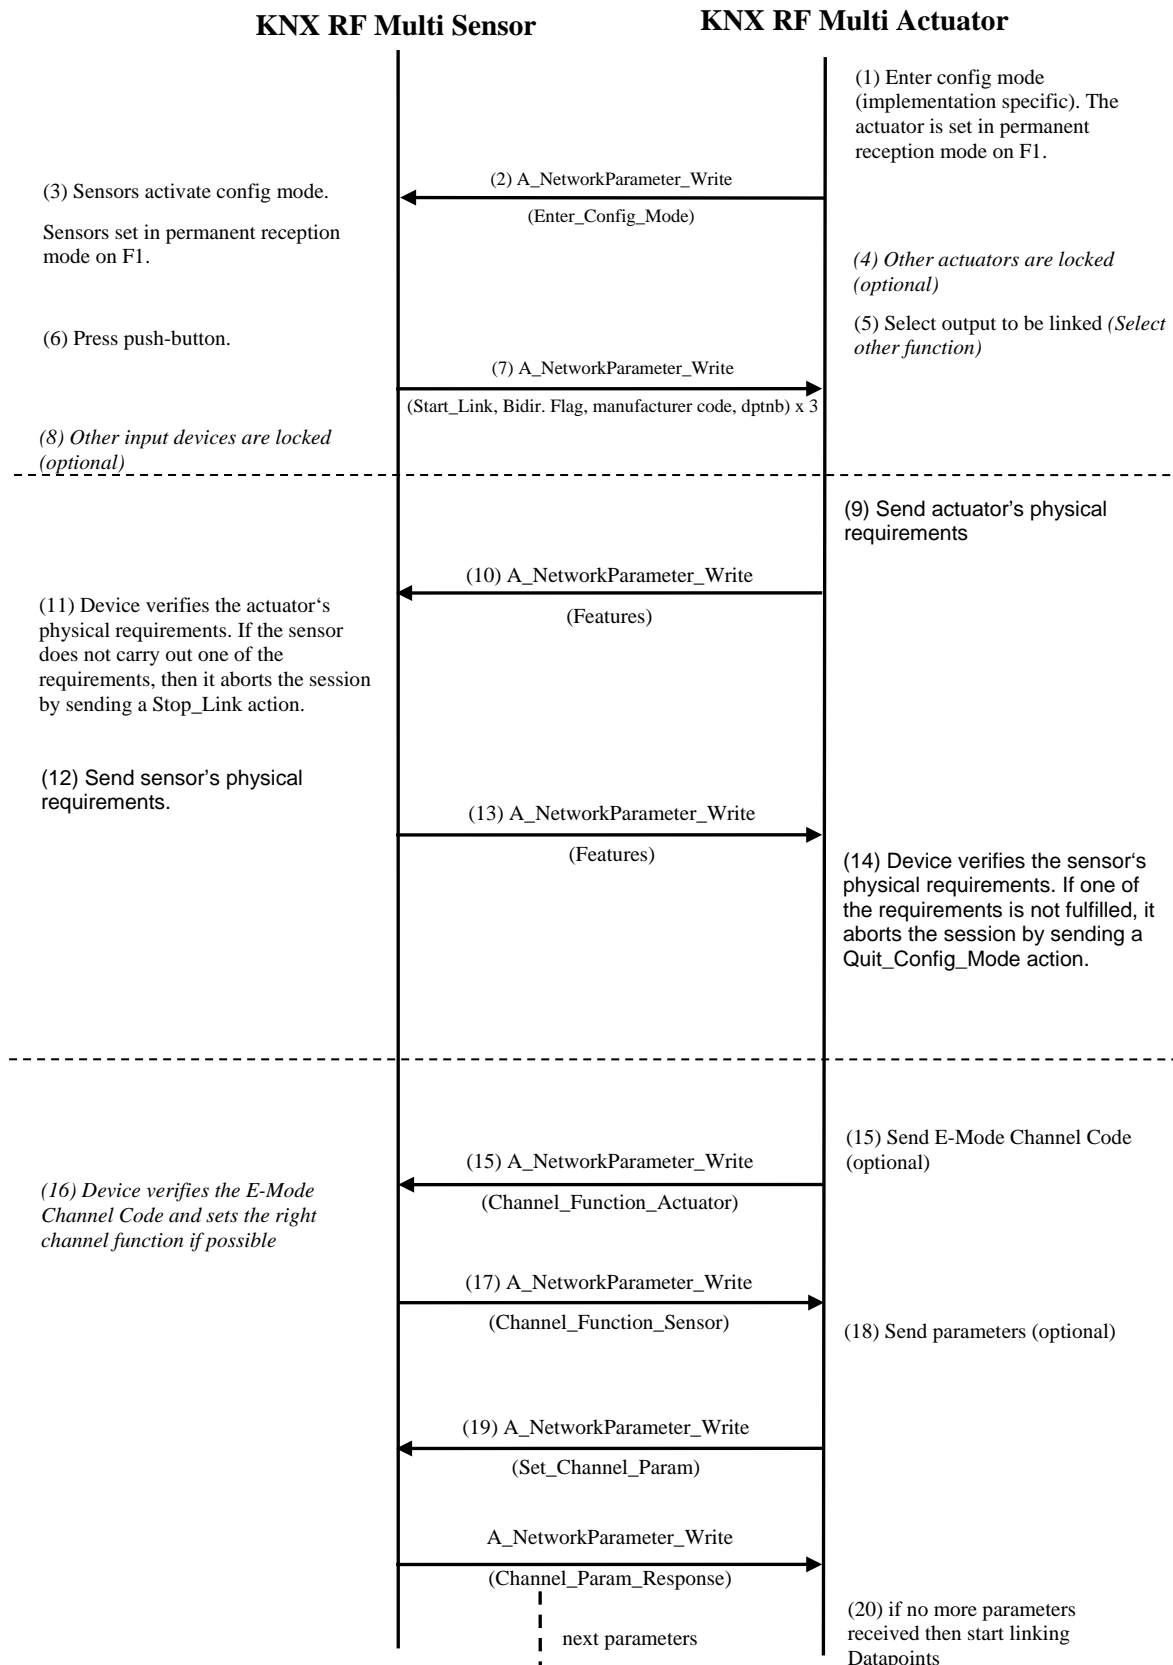 KNX RF Multi Sensor
KNX RF Multi Actuator
(1) Enter config mode
(implementation specific). The
actuator is set in permanent
reception mode on F1.
(2) A_NetworkParameter_Write
(Enter_Config_Mode)
(3) Sensors activate config mode.
Sensors set in permanent reception
mode on F1.
(4) Other actuators are locked
(optional)
(5) Select output to be linked (Select
other function)
(6) Press push-button.
(7) A_NetworkParameter_Write
(Start_Link, Bidir. Flag, manufacturer code, dptnb) x 3
(8) Other input devices are locked
(optional)
(9) Send actuator's physical
requirements
(10) A_NetworkParameter_Write
(Features)
(11) Device verifies the actuator‘s
physical requirements. If the sensor
does not carry out one of the
requirements, then it aborts the session
by sending a Stop_Link action.
(12) Send sensor's physical
requirements.
(13) A_NetworkParameter_Write
(Features)
(14) Device verifies the sensor‘s
physical requirements. If one of
the requirements is not fulfilled, it
aborts the session by sending a
Quit_Config_Mode action.
(15) Send E-Mode Channel Code
(optional)
(15) A_NetworkParameter_Write
(Channel_Function_Actuator)
(16) Device verifies the E-Mode
Channel Code and sets the right
channel function if possible
(17) A_NetworkParameter_Write
(Channel_Function_Sensor)
(18) Send parameters (optional)
(19) A_NetworkParameter_Write
(Set_Channel_Param)
A_NetworkParameter_Write
(Channel_Param_Response)
next parameters
(20) if no more parameters
received then start linking
Datapoints